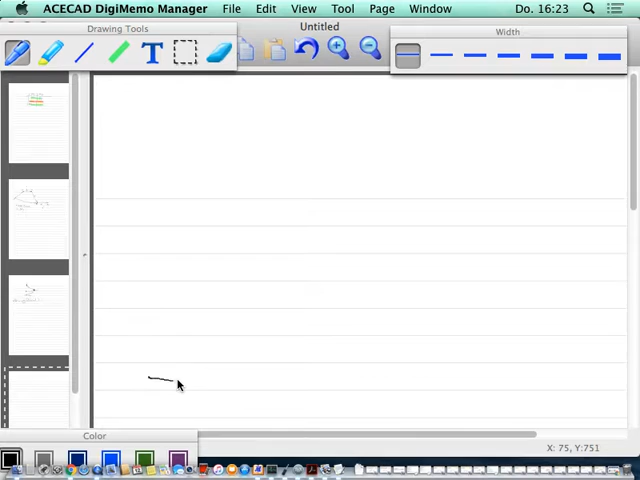 ACECAD DigiMemo Manager File Edit View Tool Page Window Do. 16:23
Drawing Tools
Untitled
Width
T
Color
X: 75, Y:751